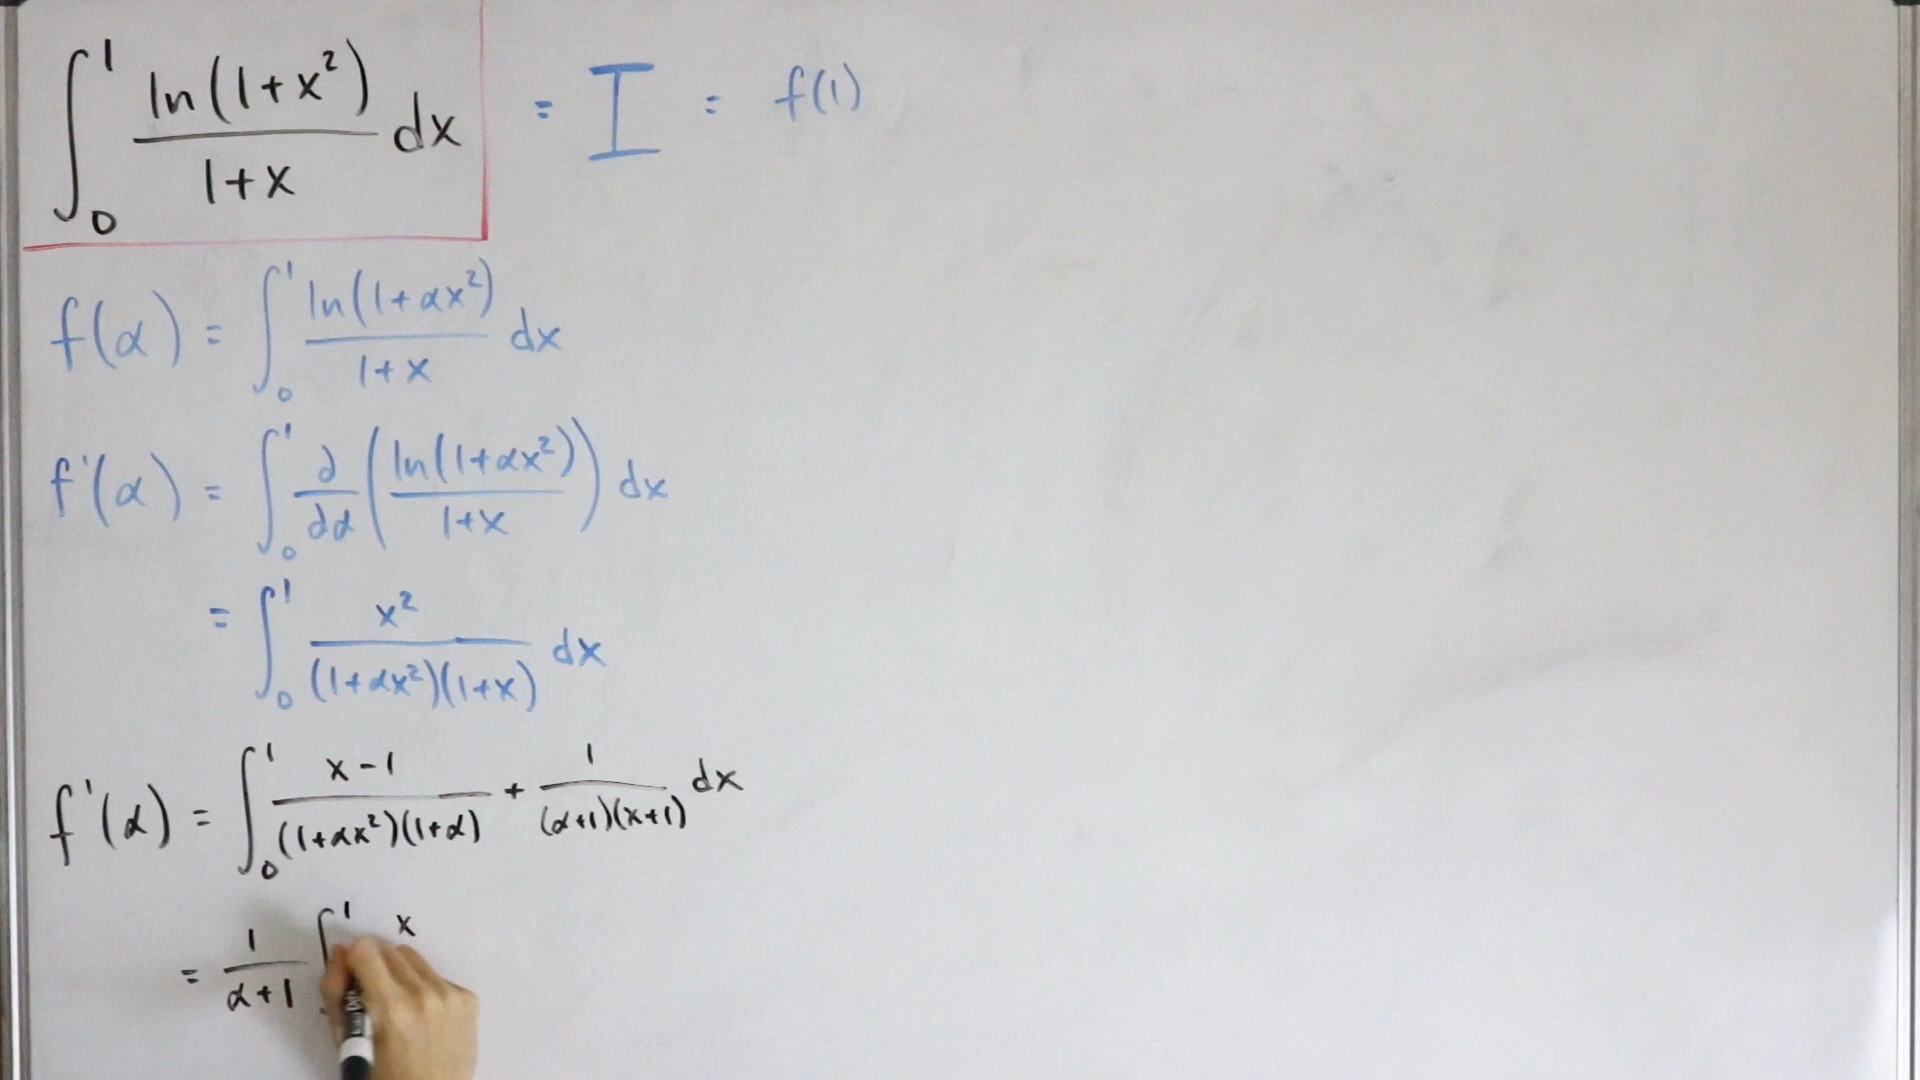 ∫₀¹ ln(1+x²)/(1+x) dx = I = f(1)
f(α) = ∫₀¹ ln(1+αx²)/(1+x) dx
f'(α) = ∫₀¹ ∂/∂α (ln(1+αx²)/(1+x)) dx
= ∫₀¹ x²/((1+αx²)(1+x)) dx
f'(α) = ∫₀¹ (x-1)/((1+αx²)(1+α)) + 1/((α+1)(x+1)) dx
= 1/(α+1) ∫¹ x